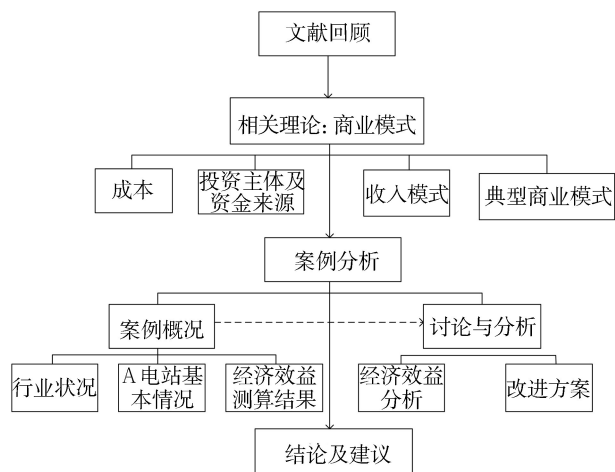 文献回顾
相关理论：商业模式
成本
投资主体及
资金来源
收入模式
典型商业模式
案例分析
案例概况
讨论与分析
行业状况
A电站基
本情况
经济效益
测算结果
经济效益
分析
改进方案
结论及建议